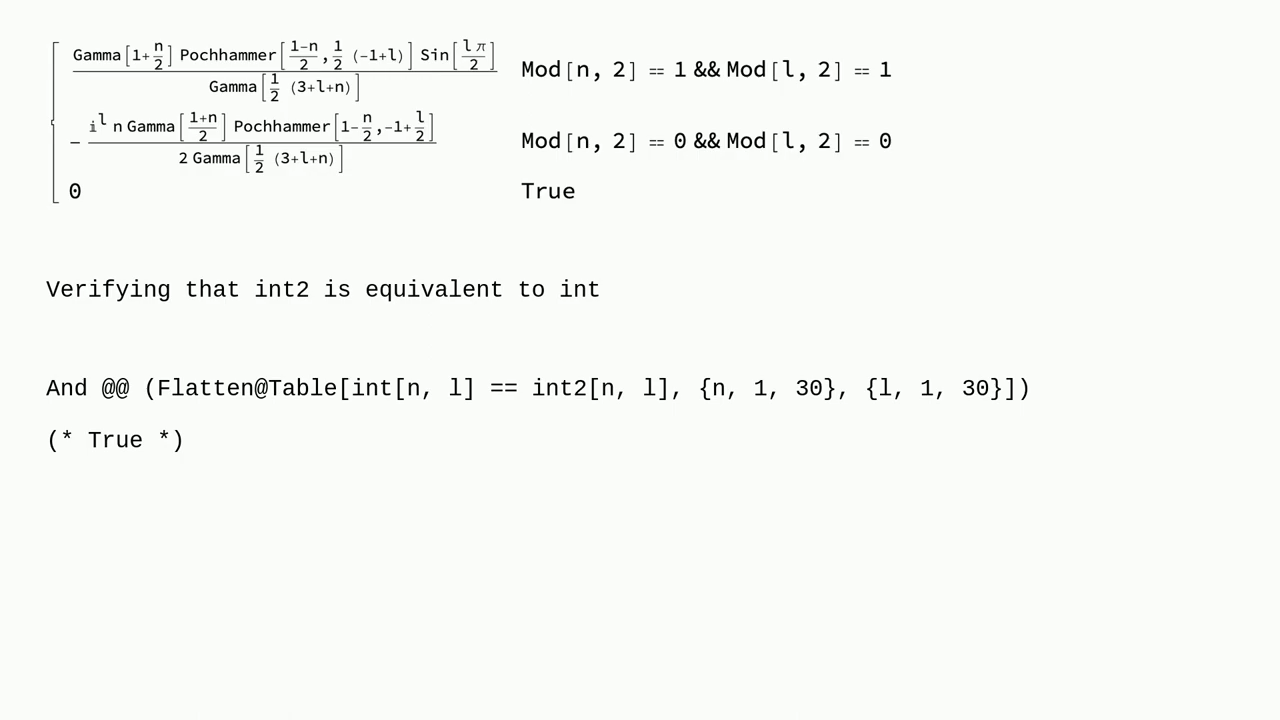 Gamma[1+n/2] Pochhammer[(1-n)/2, 1/2 (-1+l)] Sin[l π/2] / Gamma[1/2 (3+l+n)]    Mod[n, 2] == 1 && Mod[l, 2] == 1
- i^l n Gamma[(1+n)/2] Pochhammer[1-n/2, -1+l/2] / 2 Gamma[1/2 (3+l+n)]    Mod[n, 2] == 0 && Mod[l, 2] == 0
0    True
Verifying that int2 is equivalent to int
And @@ (Flatten@Table[int[n, l] == int2[n, l], {n, 1, 30}, {l, 1, 30}])
(* True *)